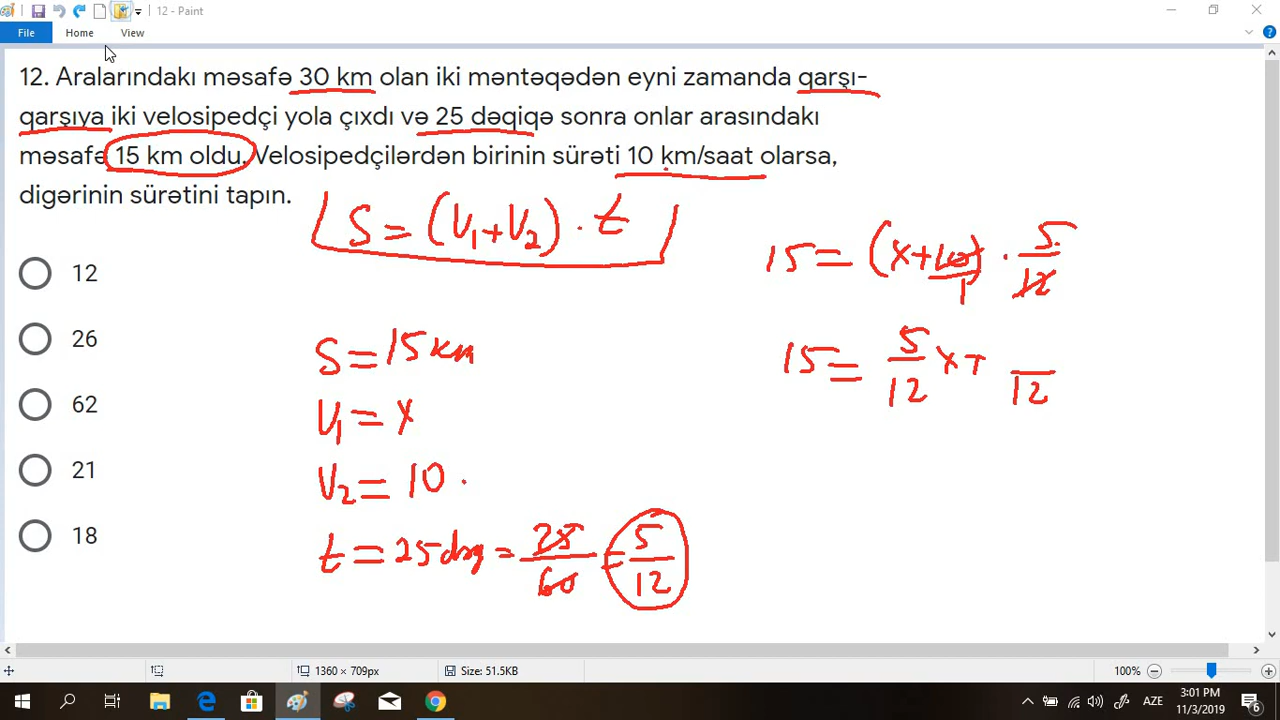 12 - Paint
File Home View
12. Aralarındakı məsafə 30 km olan iki məntəqədən eyni zamanda qarşı-
qarşıya iki velosipedçi yola çıxdı və 25 dəqiqə sonra onlar arasındakı
məsafə 15 km oldu. Velosipedçilərdən birinin sürəti 10 km/saat olarsa,
digərinin sürətini tapın.
S = (V₁+V₂) · t
15 = (x+10/1) · 5/12
12
26
62
21
18
S = 15 km
V₁ = x
V₂ = 10
t = 25 dəq = 25/60 = 5/12
15 = 5/12 x + /12
1360 × 709px
Size: 51.5KB
100%
AZE
3:01 PM
11/3/2019
6